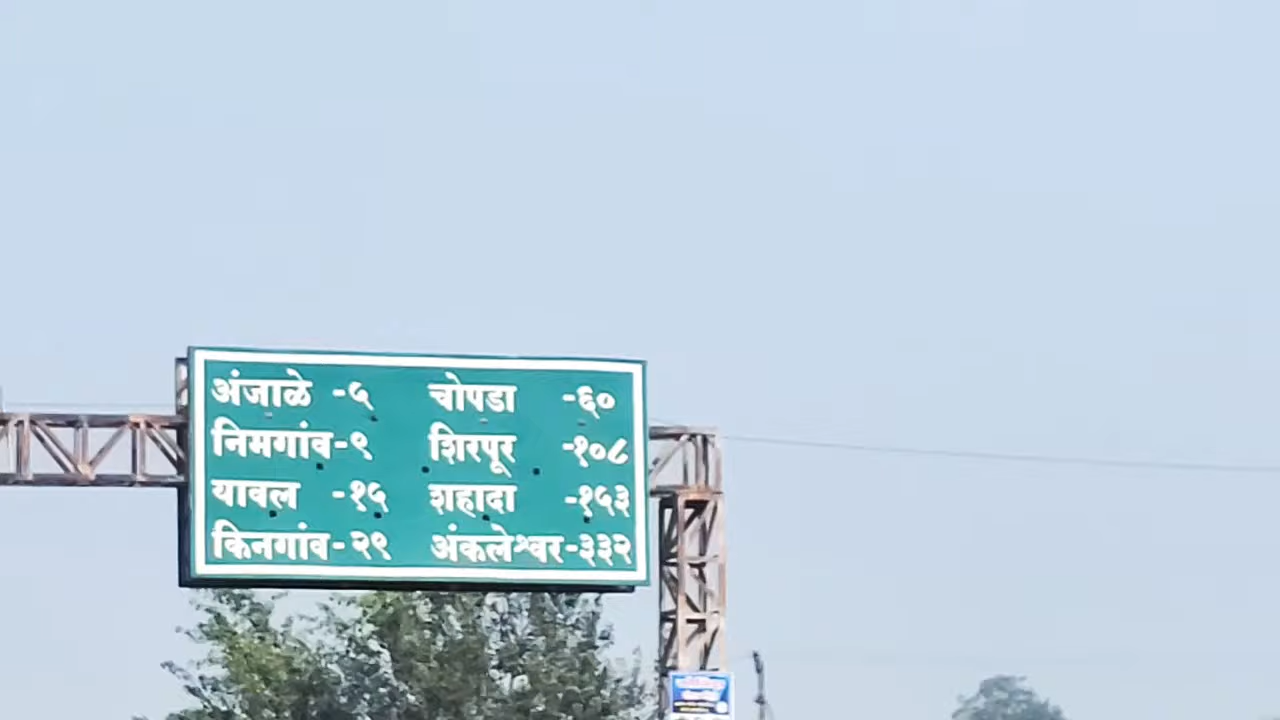 अंजाळे -५ चोपडा -६०
निमगांव-९ शिरपूर -१०८
यावल -१५ शहादा -१५३
किनगांव-२९ अंकलेश्वर-३३२